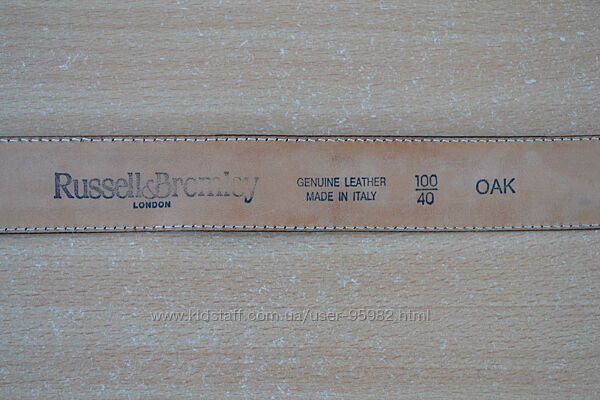 Russell&Bromley
LONDON
GENUINE LEATHER
MADE IN ITALY
100
40
OAK
www.kidstaff.com.ua/user-95982.html